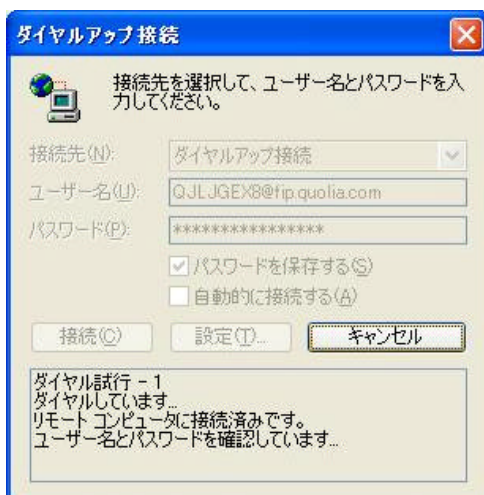 ダイヤルアップ接続
接続先を選択して、ユーザー名とパスワードを入
力してください。
接続先(N): ダイヤルアップ接続
ユーザー名(U): QJLJGEX8@fip.quolia.com
パスワード(P): ****************
パスワードを保存する(S)
自動的に接続する(A)
接続(C) 設定(T)... キャンセル
ダイヤル試行 - 1
ダイヤルしています...
リモート コンピュータに接続済みです。
ユーザー名とパスワードを確認しています...